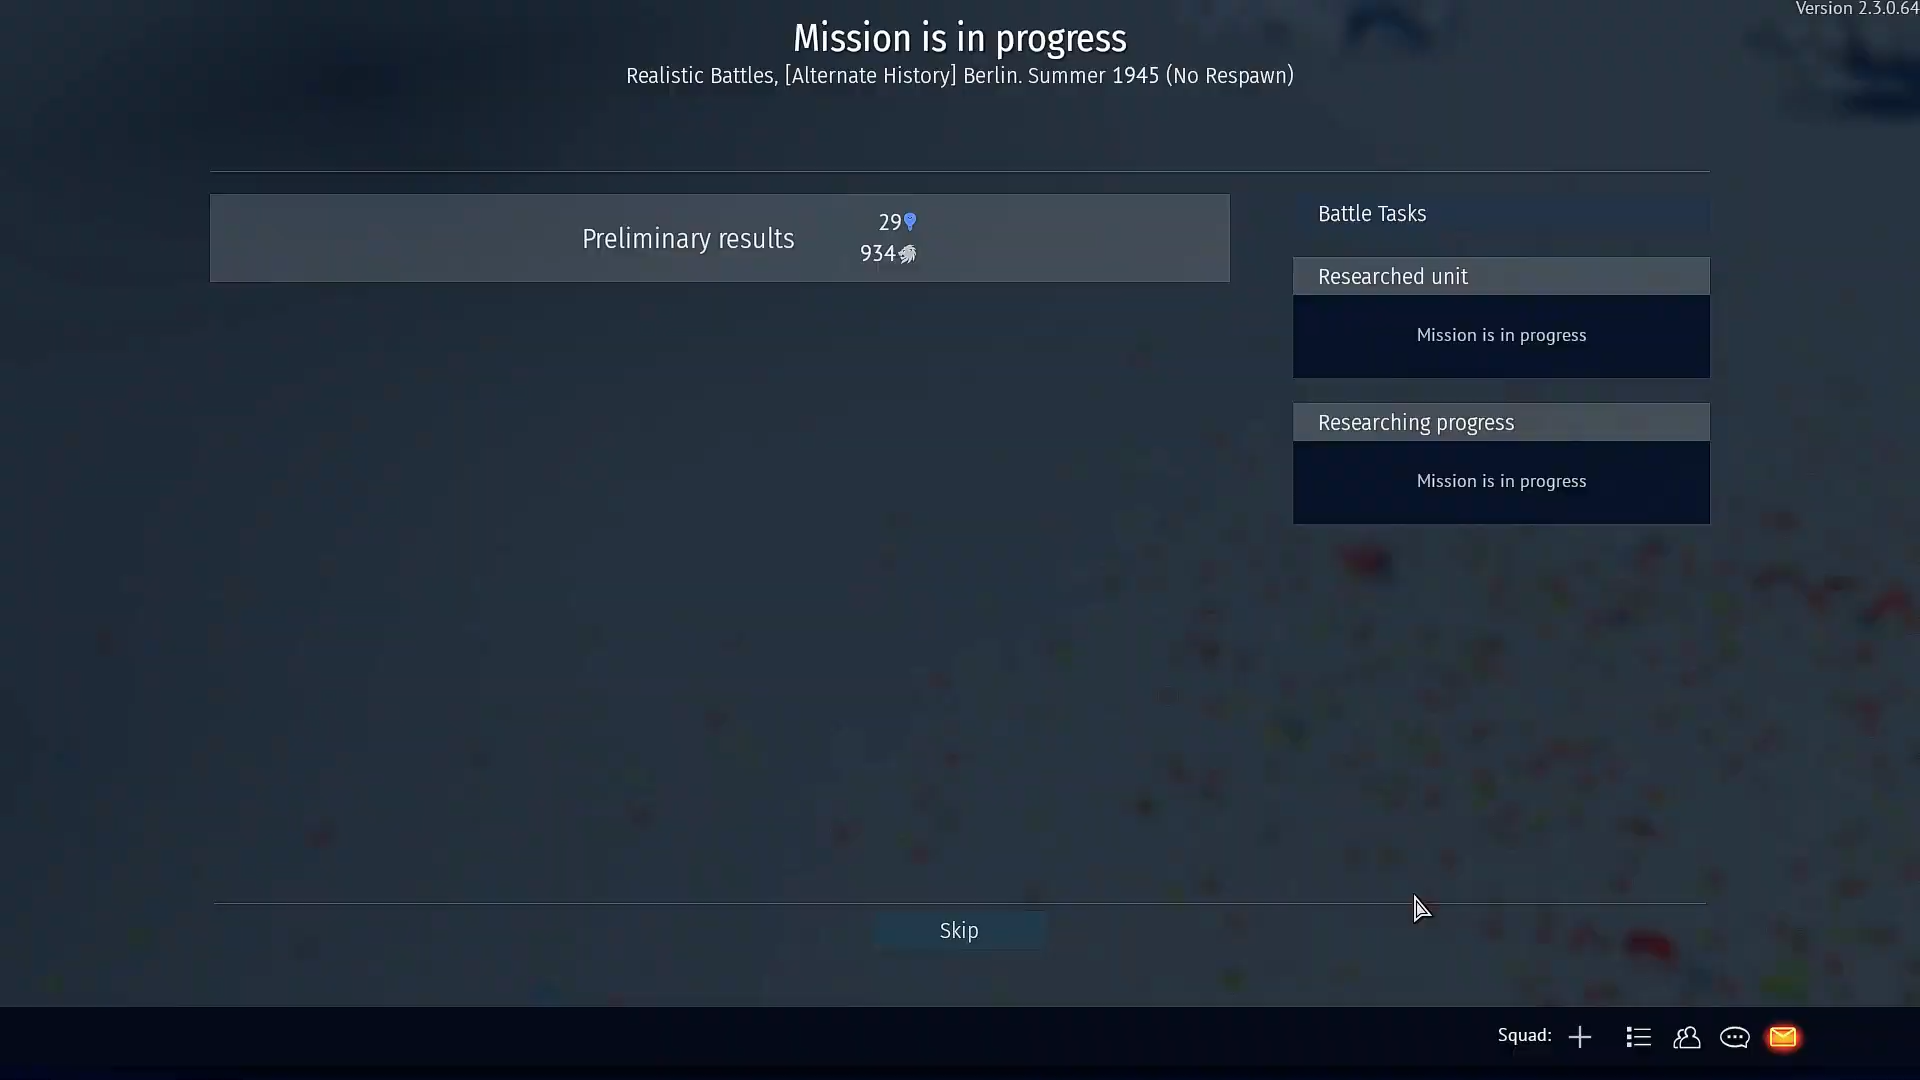 Version 2.3.0.64
Mission is in progress
Realistic Battles, [Alternate History] Berlin. Summer 1945 (No Respawn)
Preliminary results
29
934
Battle Tasks
Researched unit
Mission is in progress
Researching progress
Mission is in progress
Skip
Squad: